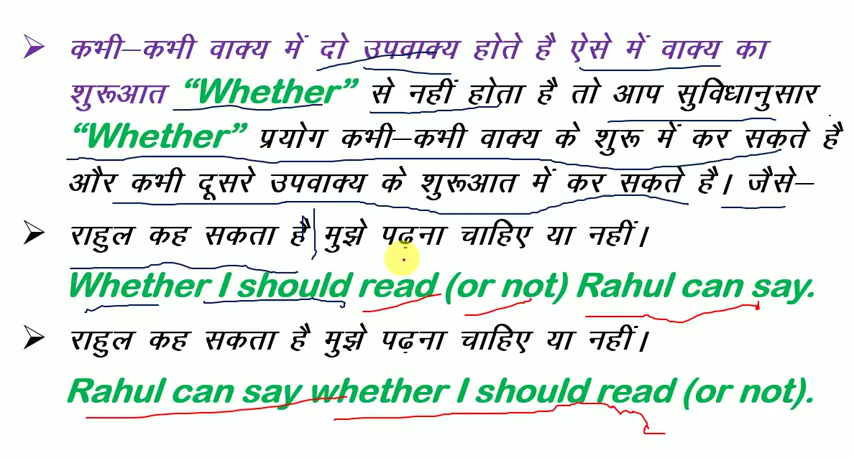 कभी–कभी वाक्य में दो उपवाक्य होते है ऐसे में वाक्य का
शुरूआत “Whether” से नहीं होता है तो आप सुविधानुसार
“Whether” प्रयोग कभी–कभी वाक्य के शुरू में कर सकते है
और कभी दूसरे उपवाक्य के शुरूआत में कर सकते है। जैसे–
राहुल कह सकता है मुझे पढ़ना चाहिए या नहीं।
Whether I should read (or not) Rahul can say.
राहुल कह सकता है मुझे पढ़ना चाहिए या नहीं।
Rahul can say whether I should read (or not).